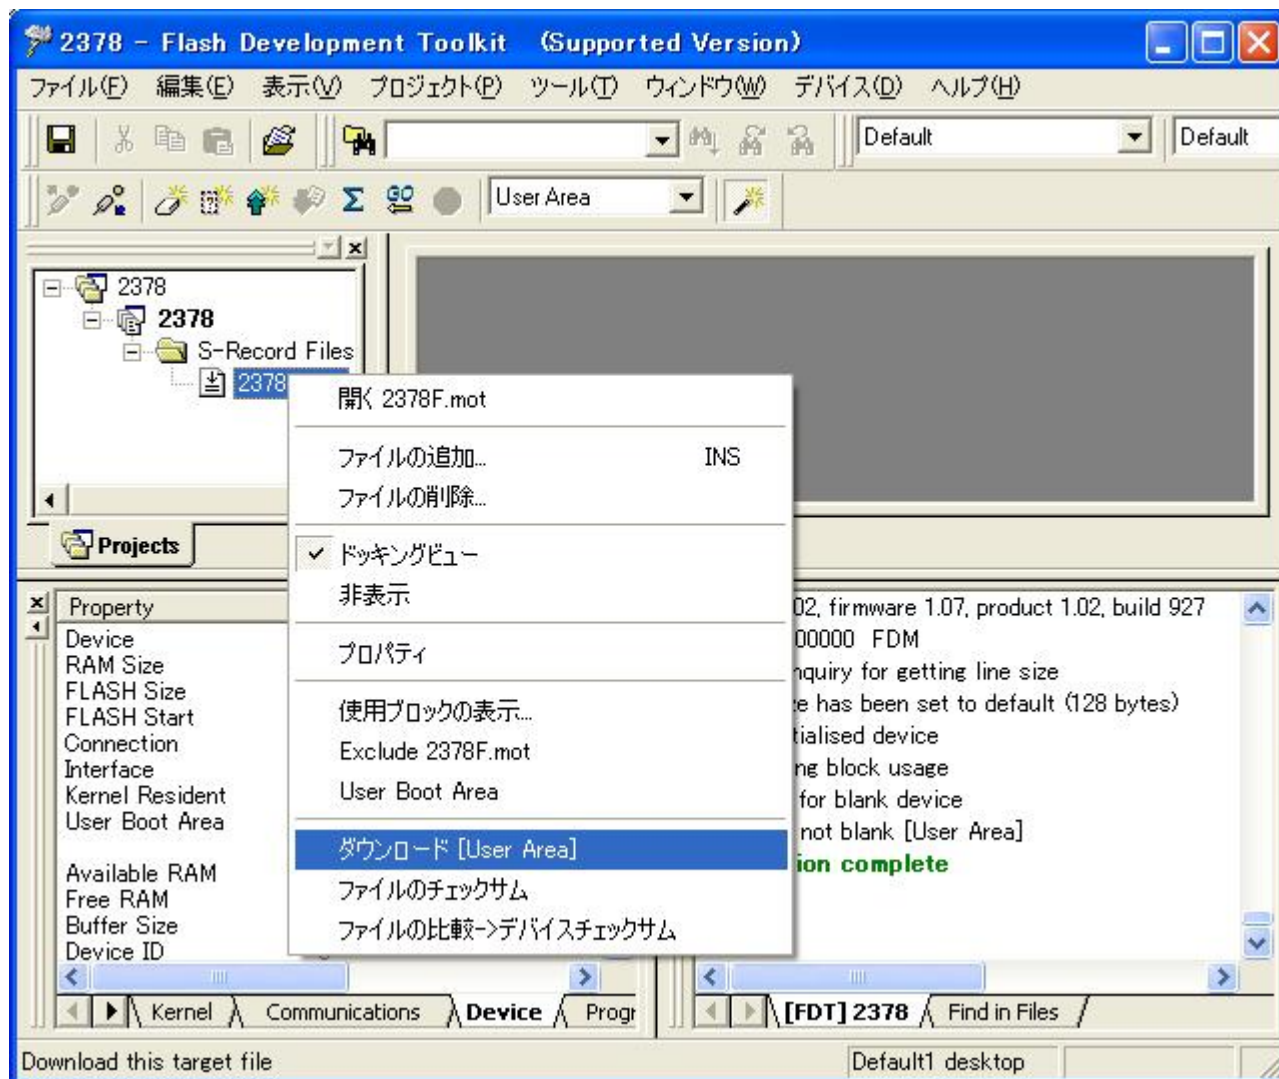 2378 - Flash Development Toolkit (Supported Version)
ファイル(F) 編集(E) 表示(V) プロジェクト(P) ツール(T) ウィンドウ(W) デバイス(D) ヘルプ(H)
Default Default
GO User Area
2378
2378
S-Record Files
2378
開く 2378F.mot
ファイルの追加... INS
ファイルの削除...
ドッキングビュー
非表示
プロパティ
使用ブロックの表示...
Exclude 2378F.mot
User Boot Area
ダウンロード [User Area]
ファイルのチェックサム
ファイルの比較->デバイスチェックサム
Projects
Property
Device
RAM Size
FLASH Size
FLASH Start
Connection
Interface
Kernel Resident
User Boot Area
Available RAM
Free RAM
Buffer Size
Device ID
02, firmware 1.07, product 1.02, build 927
00000 FDM
nquiry for getting line size
e has been set to default (128 bytes)
tialised device
ng block usage
for blank device
not blank [User Area]
ion complete
Kernel Communications Device Progr
[FDT] 2378 Find in Files
Download this target file
Default1 desktop